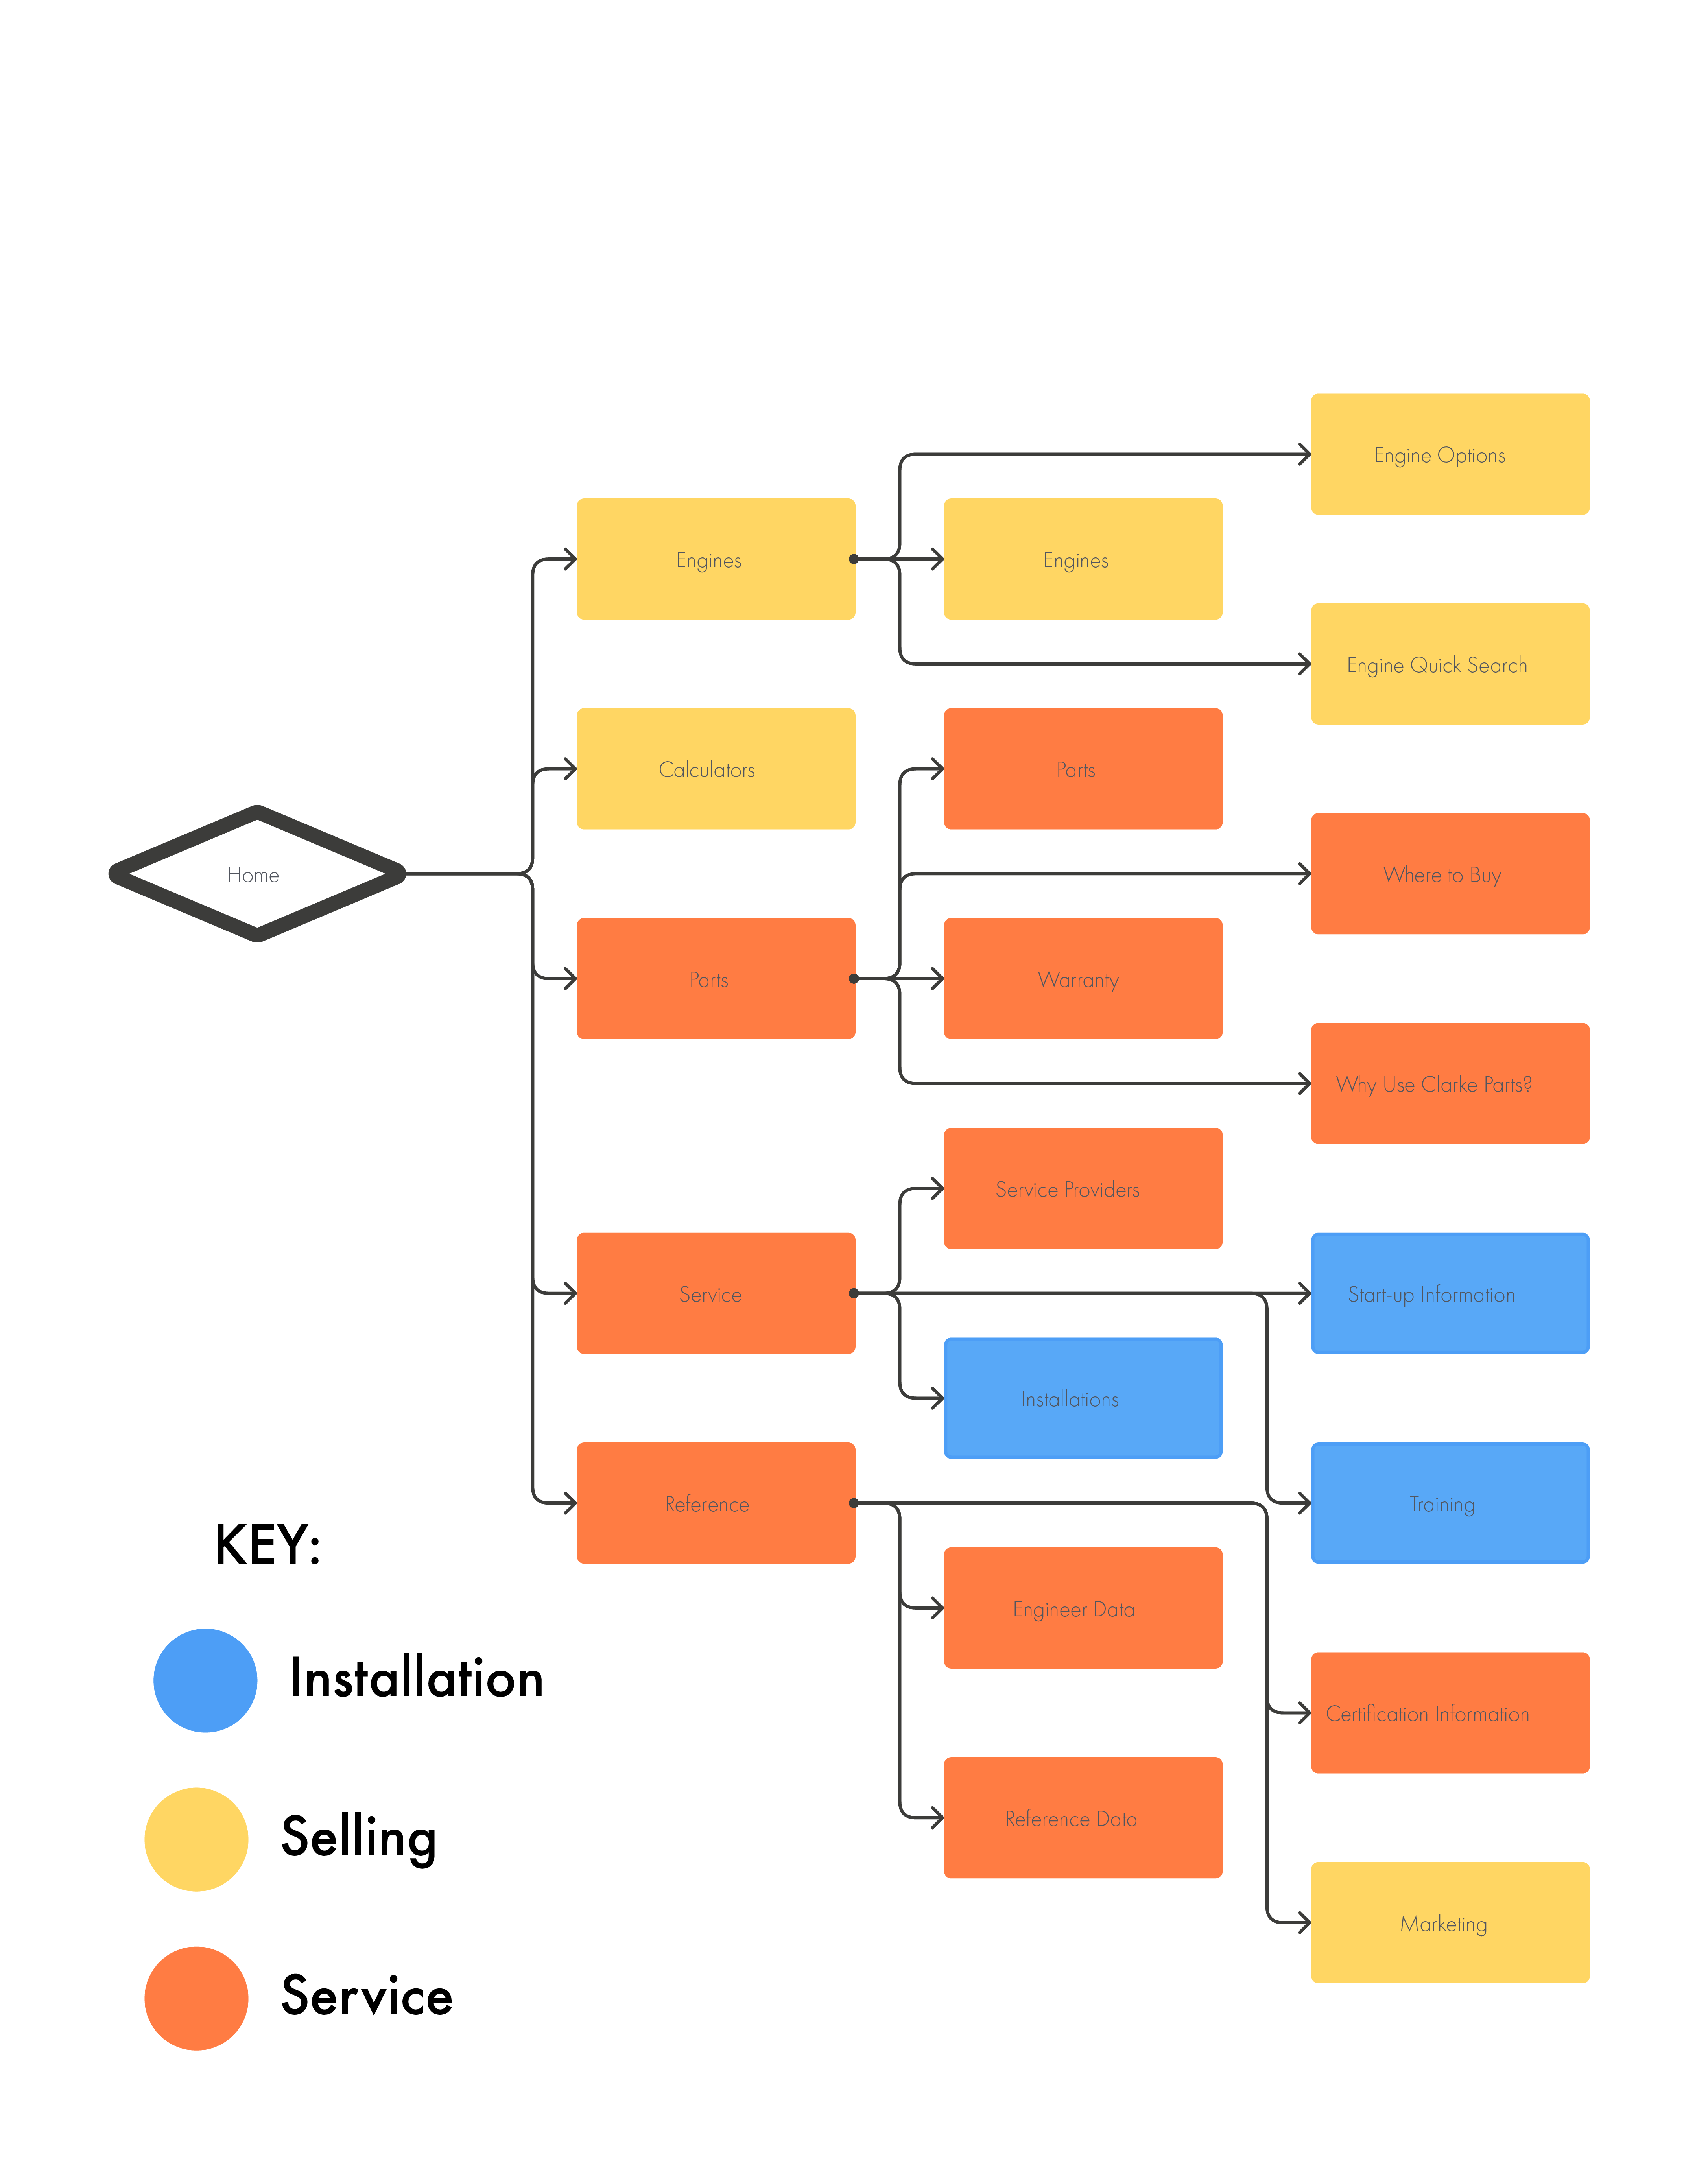 Engine Options
Engines
Engines
Engine Quick Search
Calculators
Parts
Home
Where to Buy
Parts
Warranty
Why Use Clarke Parts?
Service Providers
Service
Start-up Information
Installations
Reference
Training
KEY:
Engineer Data
Installation
Certification Information
Selling
Reference Data
Marketing
Service